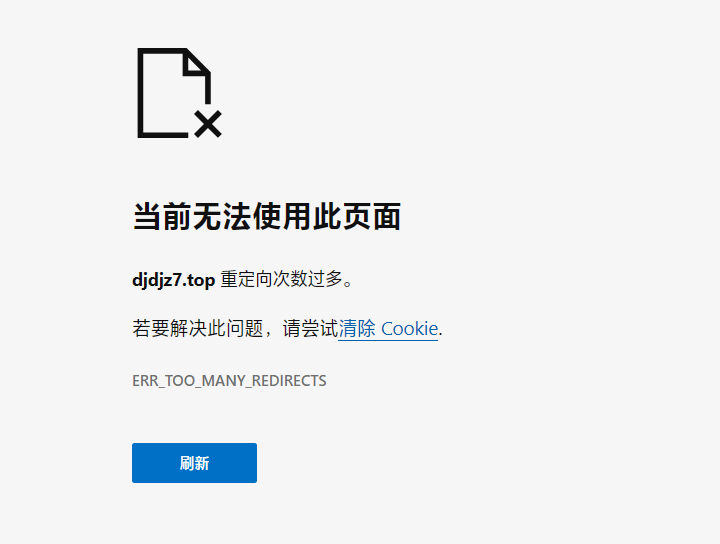 当前无法使用此页面
djdjz7.top 重定向次数过多。
若要解决此问题，请尝试清除 Cookie.
ERR_TOO_MANY_REDIRECTS
刷新